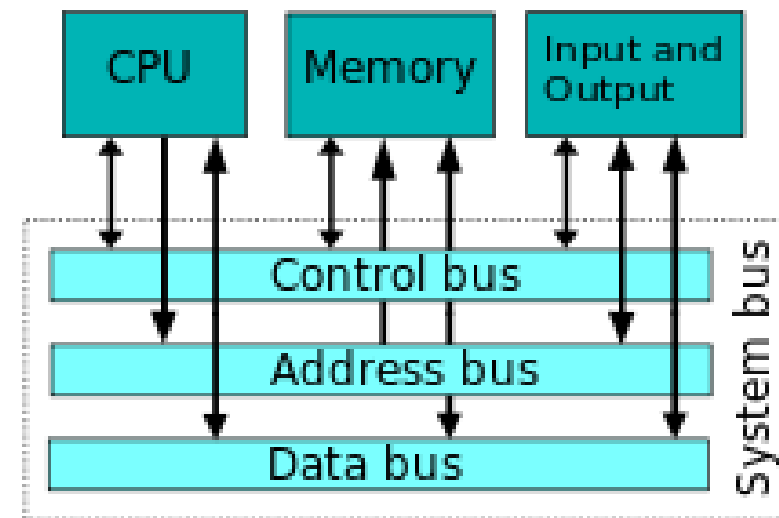 CPU
Memory
Input and
Output
Control bus
Address bus
Data bus
System bus